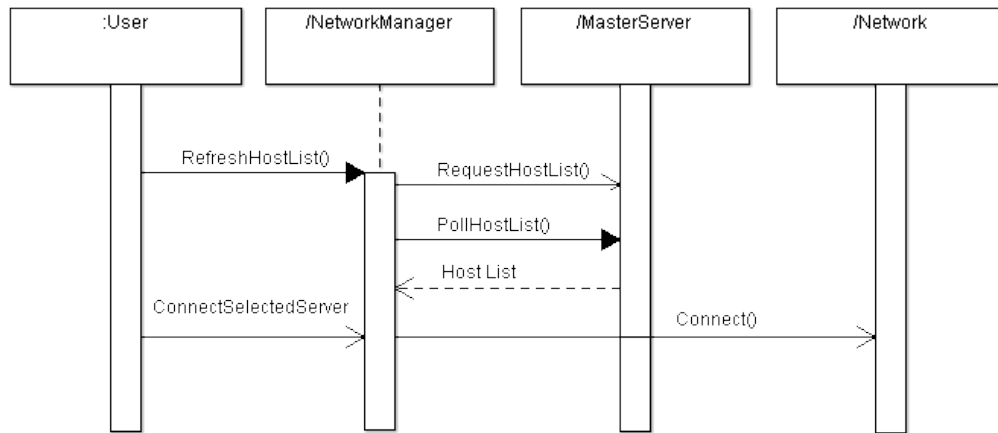 :User
/NetworkManager
/MasterServer
/Network
RefreshHostList()
RequestHostList()
PollHostList()
Host List
ConnectSelectedServer
Connect()